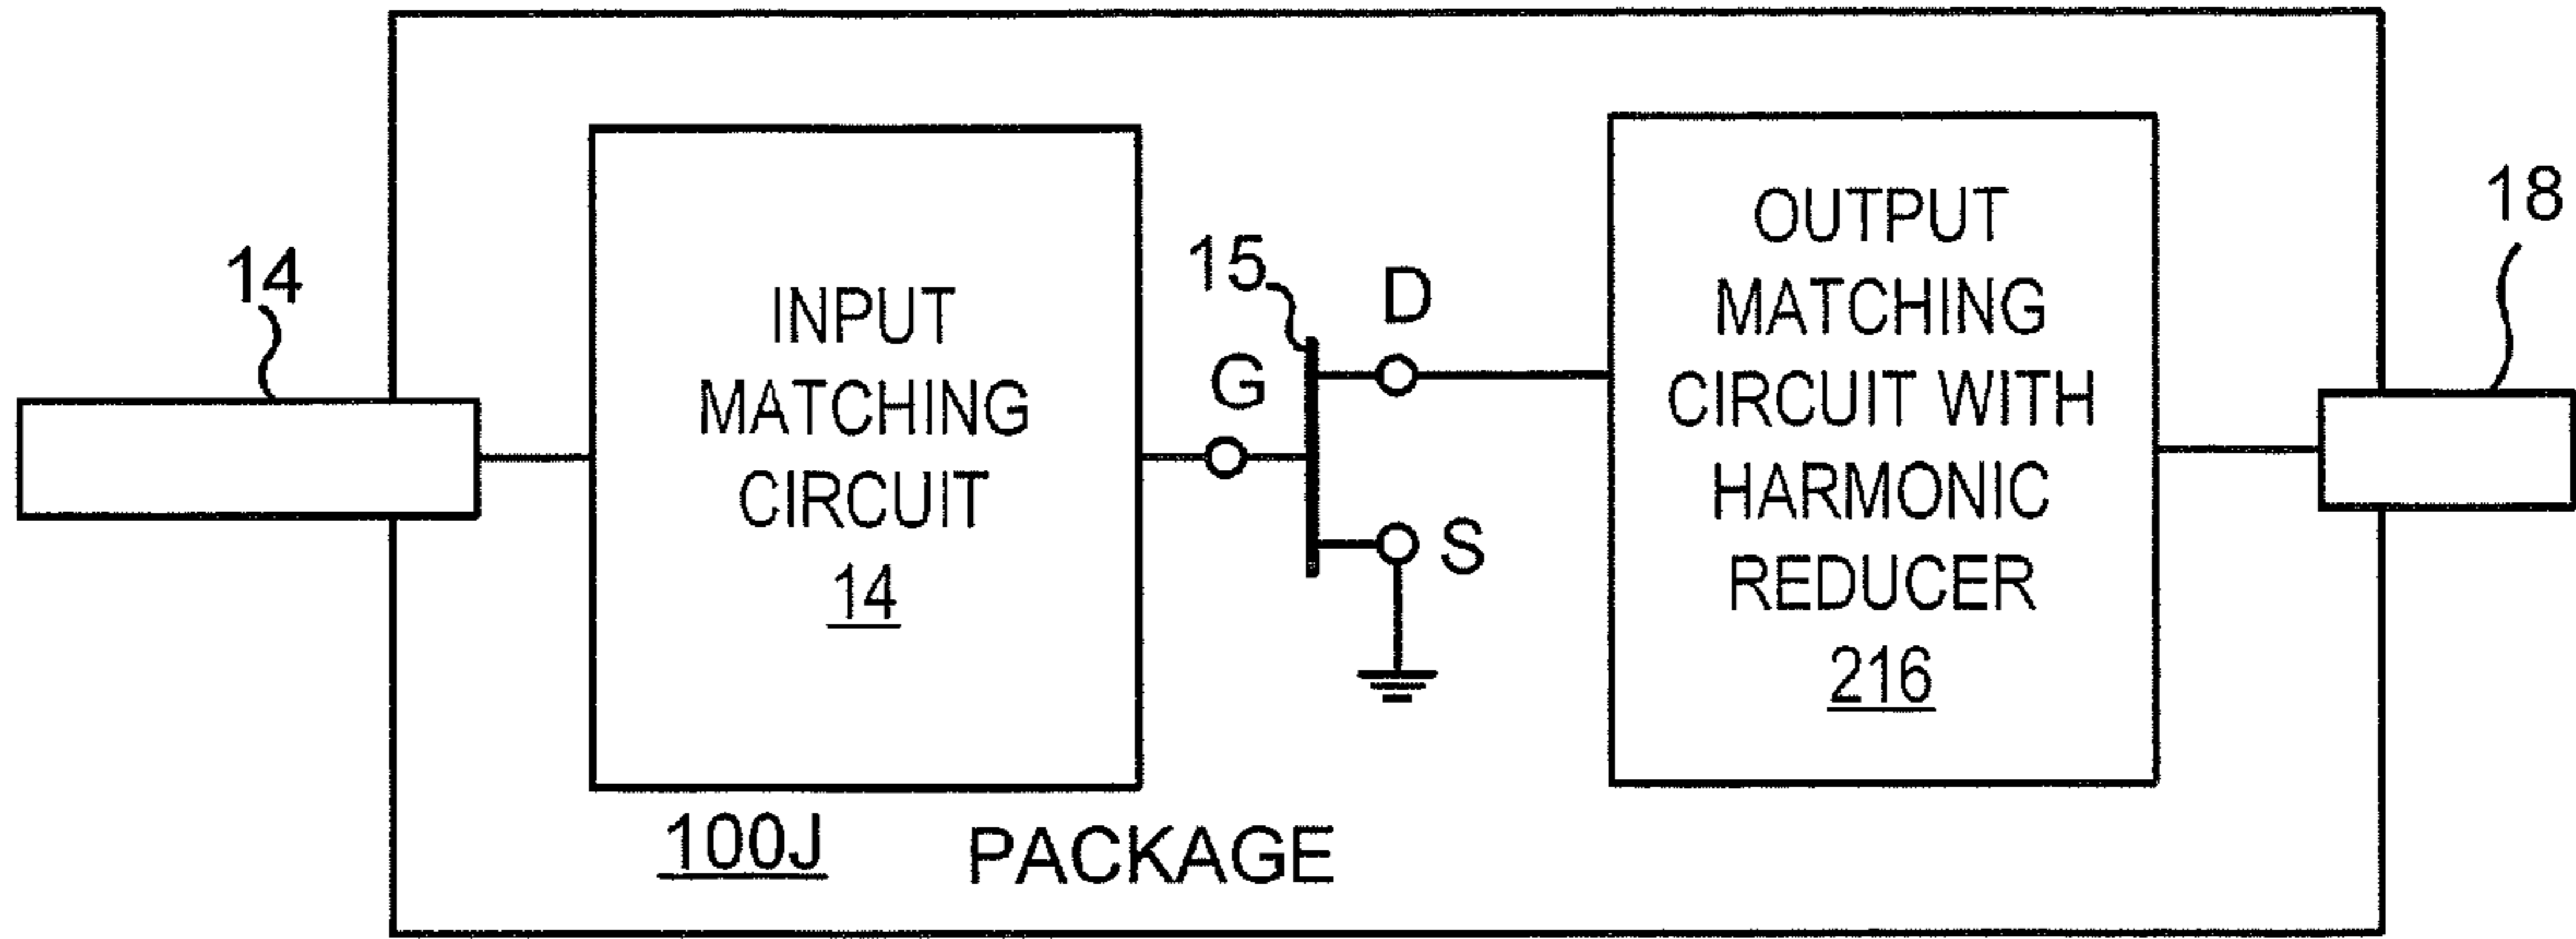 14
INPUT
MATCHING
CIRCUIT
14
15
G
D
S
OUTPUT
MATCHING
CIRCUIT WITH
HARMONIC
REDUCER
216
18
100J PACKAGE